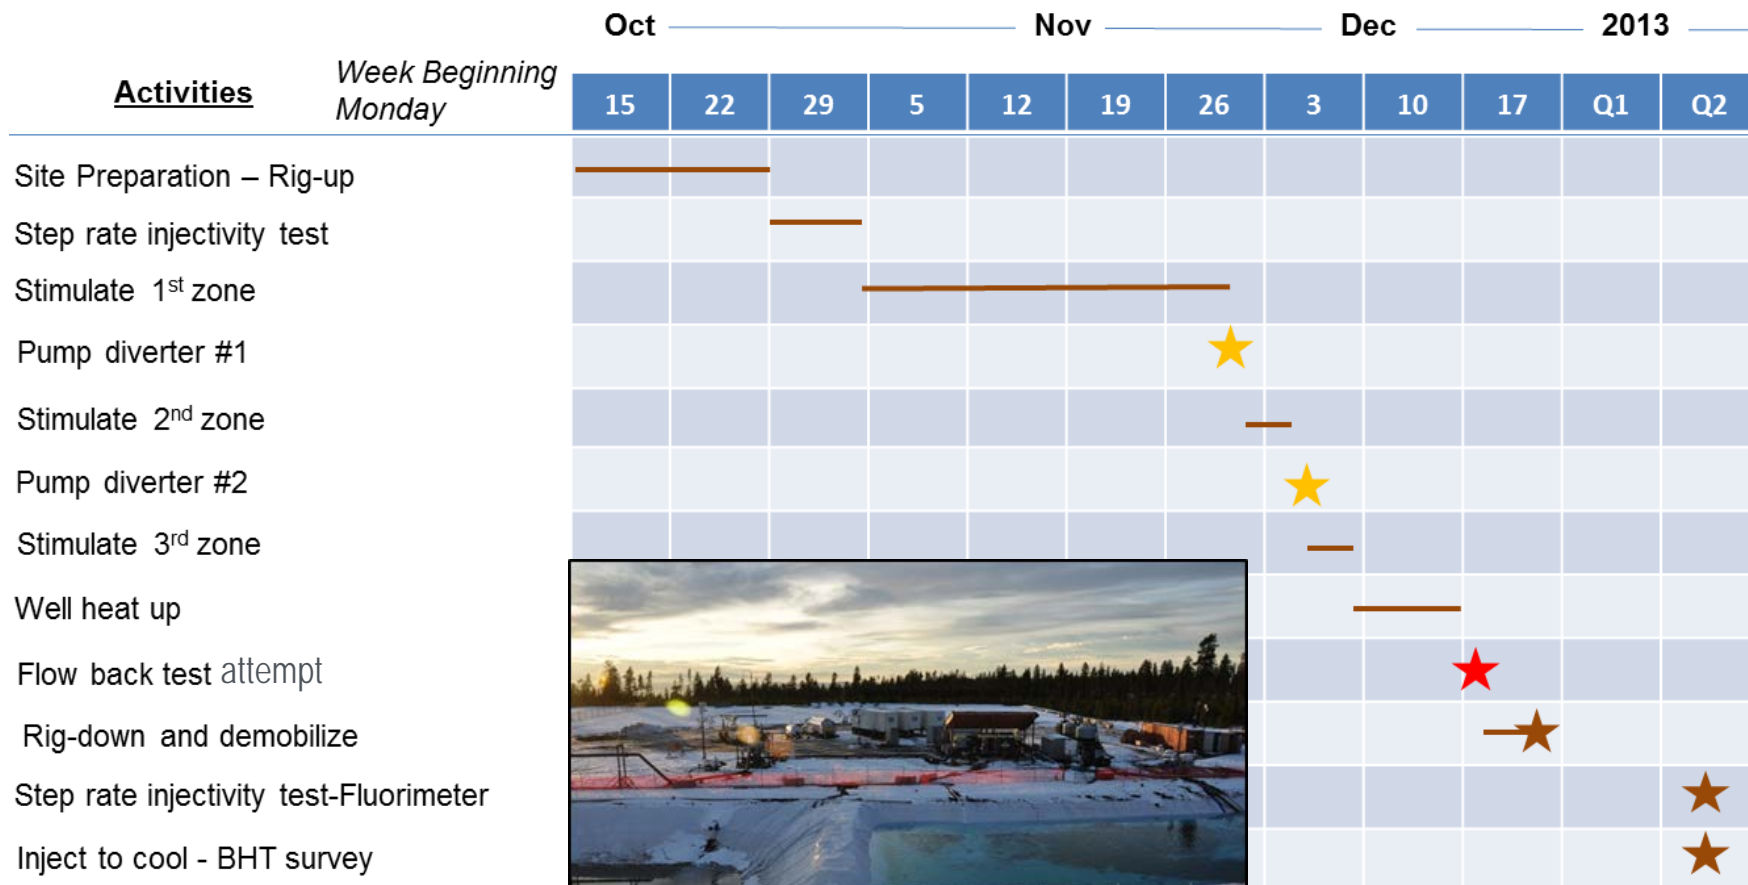 Oct Nov Dec 2013
Activities Week Beginning
Monday
15 22 29 5 12 19 26 3 10 17 Q1 Q2
Site Preparation – Rig-up
Step rate injectivity test
Stimulate 1st zone
Pump diverter #1
Stimulate 2nd zone
Pump diverter #2
Stimulate 3rd zone
Well heat up
Flow back test attempt
Rig-down and demobilize
Step rate injectivity test-Fluorimeter
Inject to cool - BHT survey